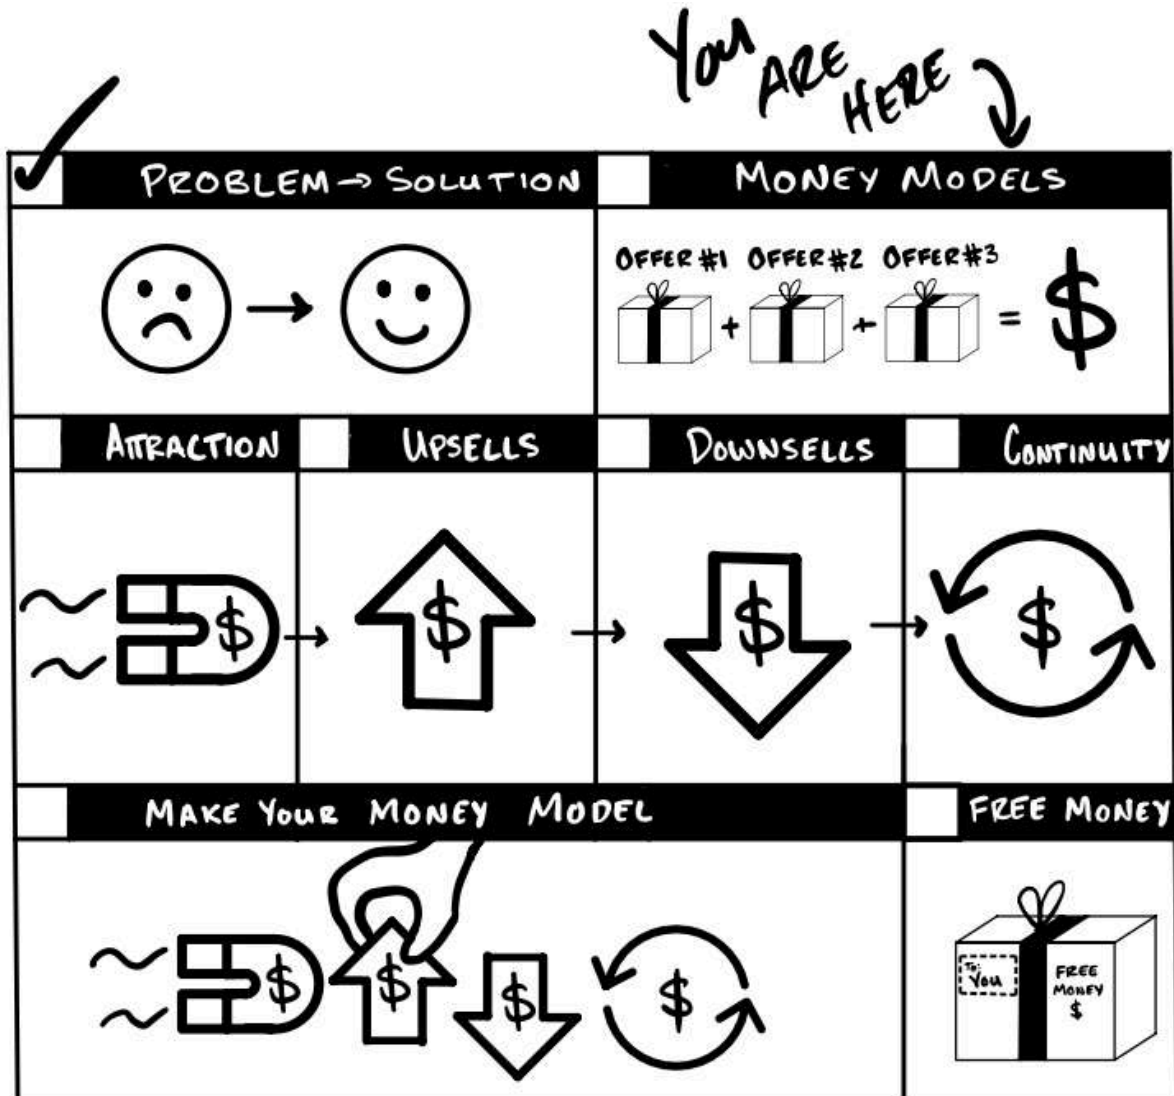 You ARE HERE
PROBLEM → SOLUTION
MONEY MODELS
OFFER #1 OFFER #2 OFFER #3
+ + = $
ATTRACTION
UPSELLS
DOWNSELLS
CONTINUITY
$
$
$
$
MAKE YOUR MONEY MODEL
FREE MONEY
$
$
$
$
To:
You
FREE
MONEY
$